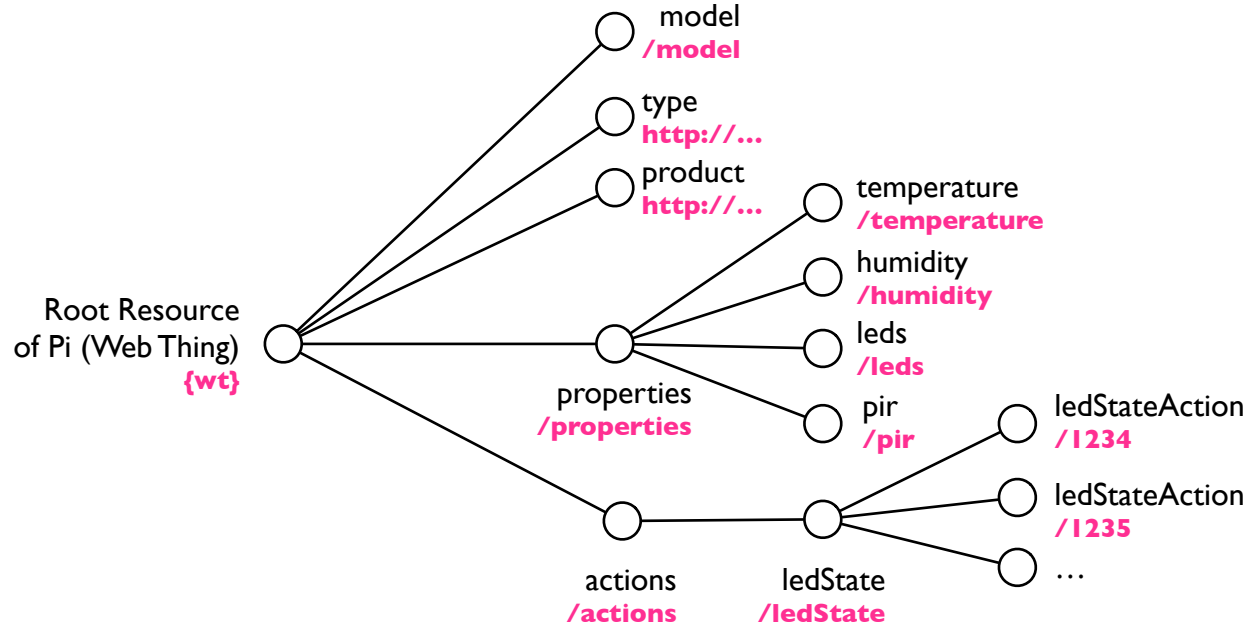 model
/model
type
http://...
product
http://...
temperature
/temperature
humidity
/humidity
leds
/leds
pir
/pir
Root Resource
of Pi (Web Thing)
{wt}
properties
/properties
ledStateAction
/1234
ledStateAction
/1235
…
actions
/actions
ledState
/ledState